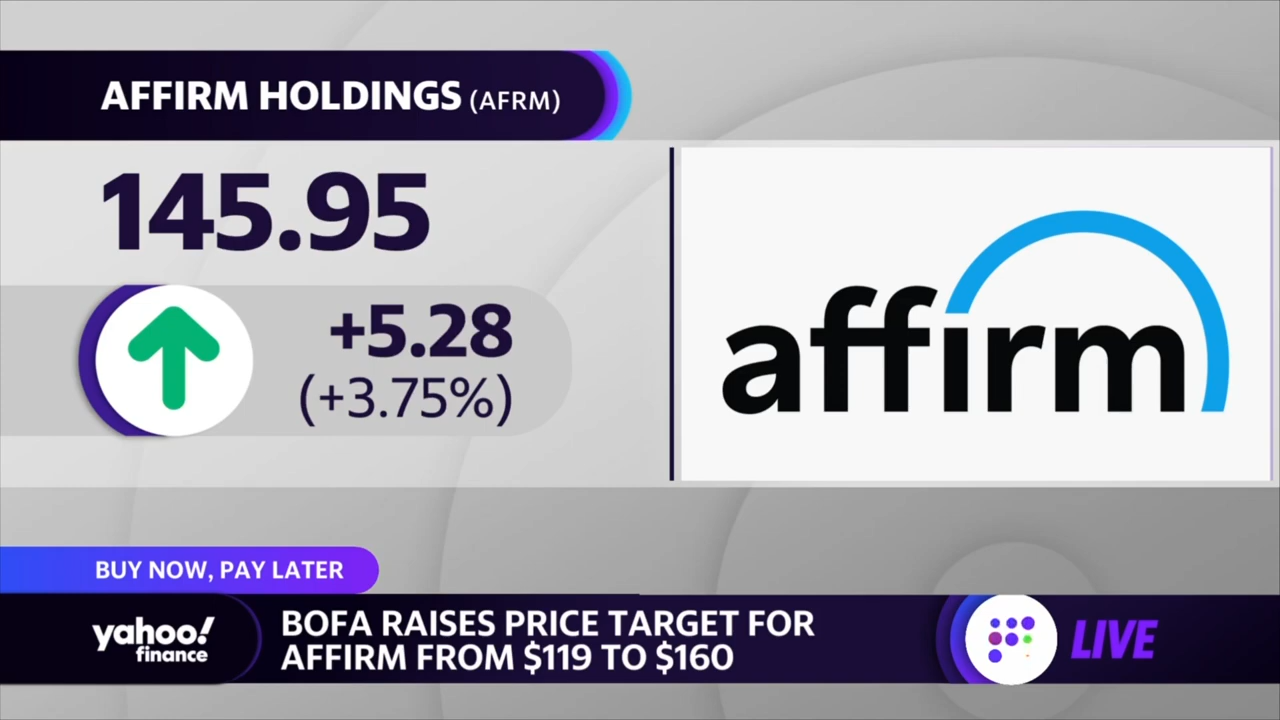 AFFIRM HOLDINGS (AFRM)
145.95
+5.28
(+3.75%)
affirm
BUY NOW, PAY LATER
yahoo!
finance
BOFA RAISES PRICE TARGET FOR
AFFIRM FROM $119 TO $160
LIVE